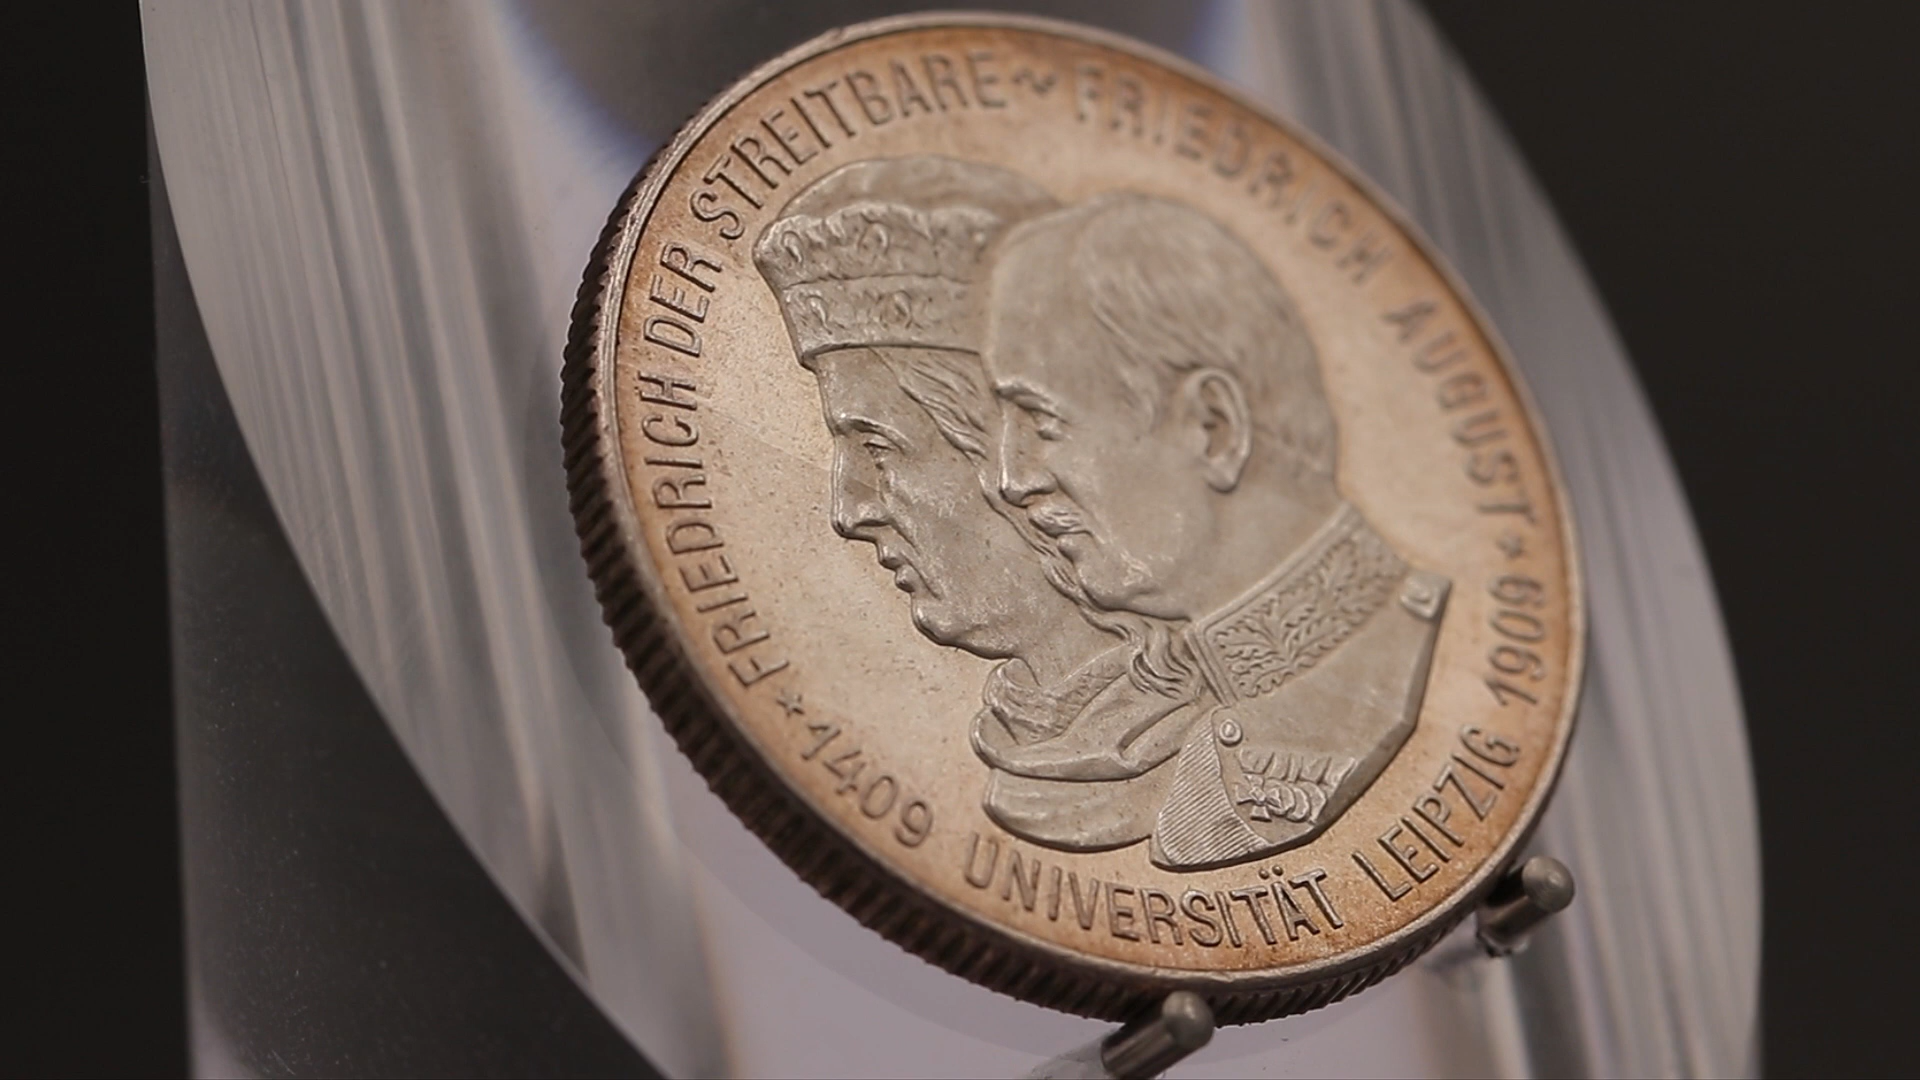 FRIEDRICH DER STREITBARE ~ FRIEDRICH AUGUST
1409 UNIVERSITÄT LEIPZIG 1909